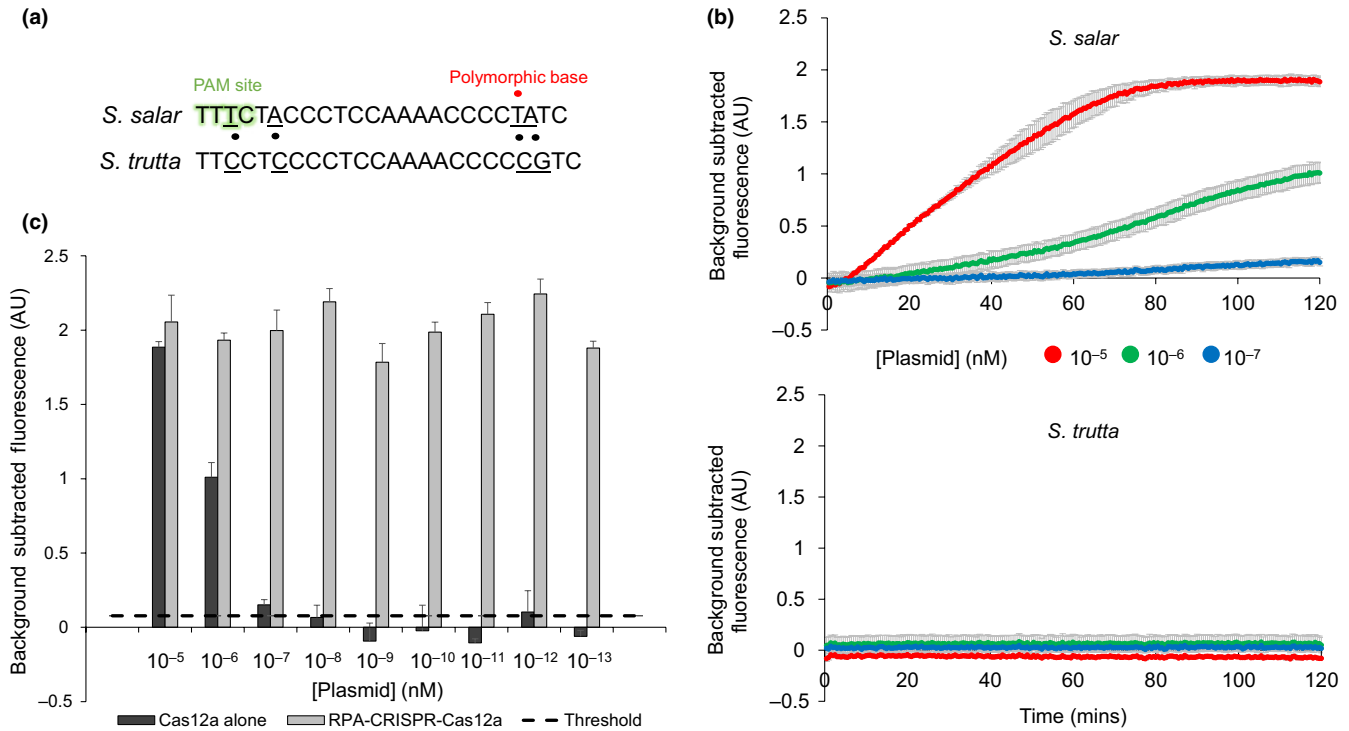 (a)
PAM site
Polymorphic base
S. salar TTTCTACCCTCCAAAACCCCTATC
S. trutta TTCCTCCCCTCCAAAACCCCCGTC
(b)
Background subtracted fluorescence (AU)
2.5
2
1.5
1
0.5
0
–0.5
S. salar
0 20 40 60 80 100 120
[Plasmid] (nM) 10⁻⁵ 10⁻⁶ 10⁻⁷
Background subtracted fluorescence (AU)
2.5
2
1.5
1
0.5
0
–0.5
S. trutta
0 20 40 60 80 100 120
Time (mins)
(c)
Background subtracted fluorescence (AU)
2.5
2
1.5
1
0.5
0
–0.5
10⁻⁵ 10⁻⁶ 10⁻⁷ 10⁻⁸ 10⁻⁹ 10⁻¹⁰ 10⁻¹¹ 10⁻¹² 10⁻¹³
[Plasmid] (nM)
Cas12a alone RPA-CRISPR-Cas12a Threshold